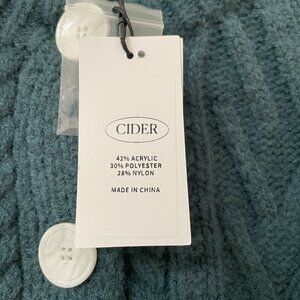 CIDER
42% ACRYLIC
30% POLYESTER
28% NYLON
MADE IN CHINA